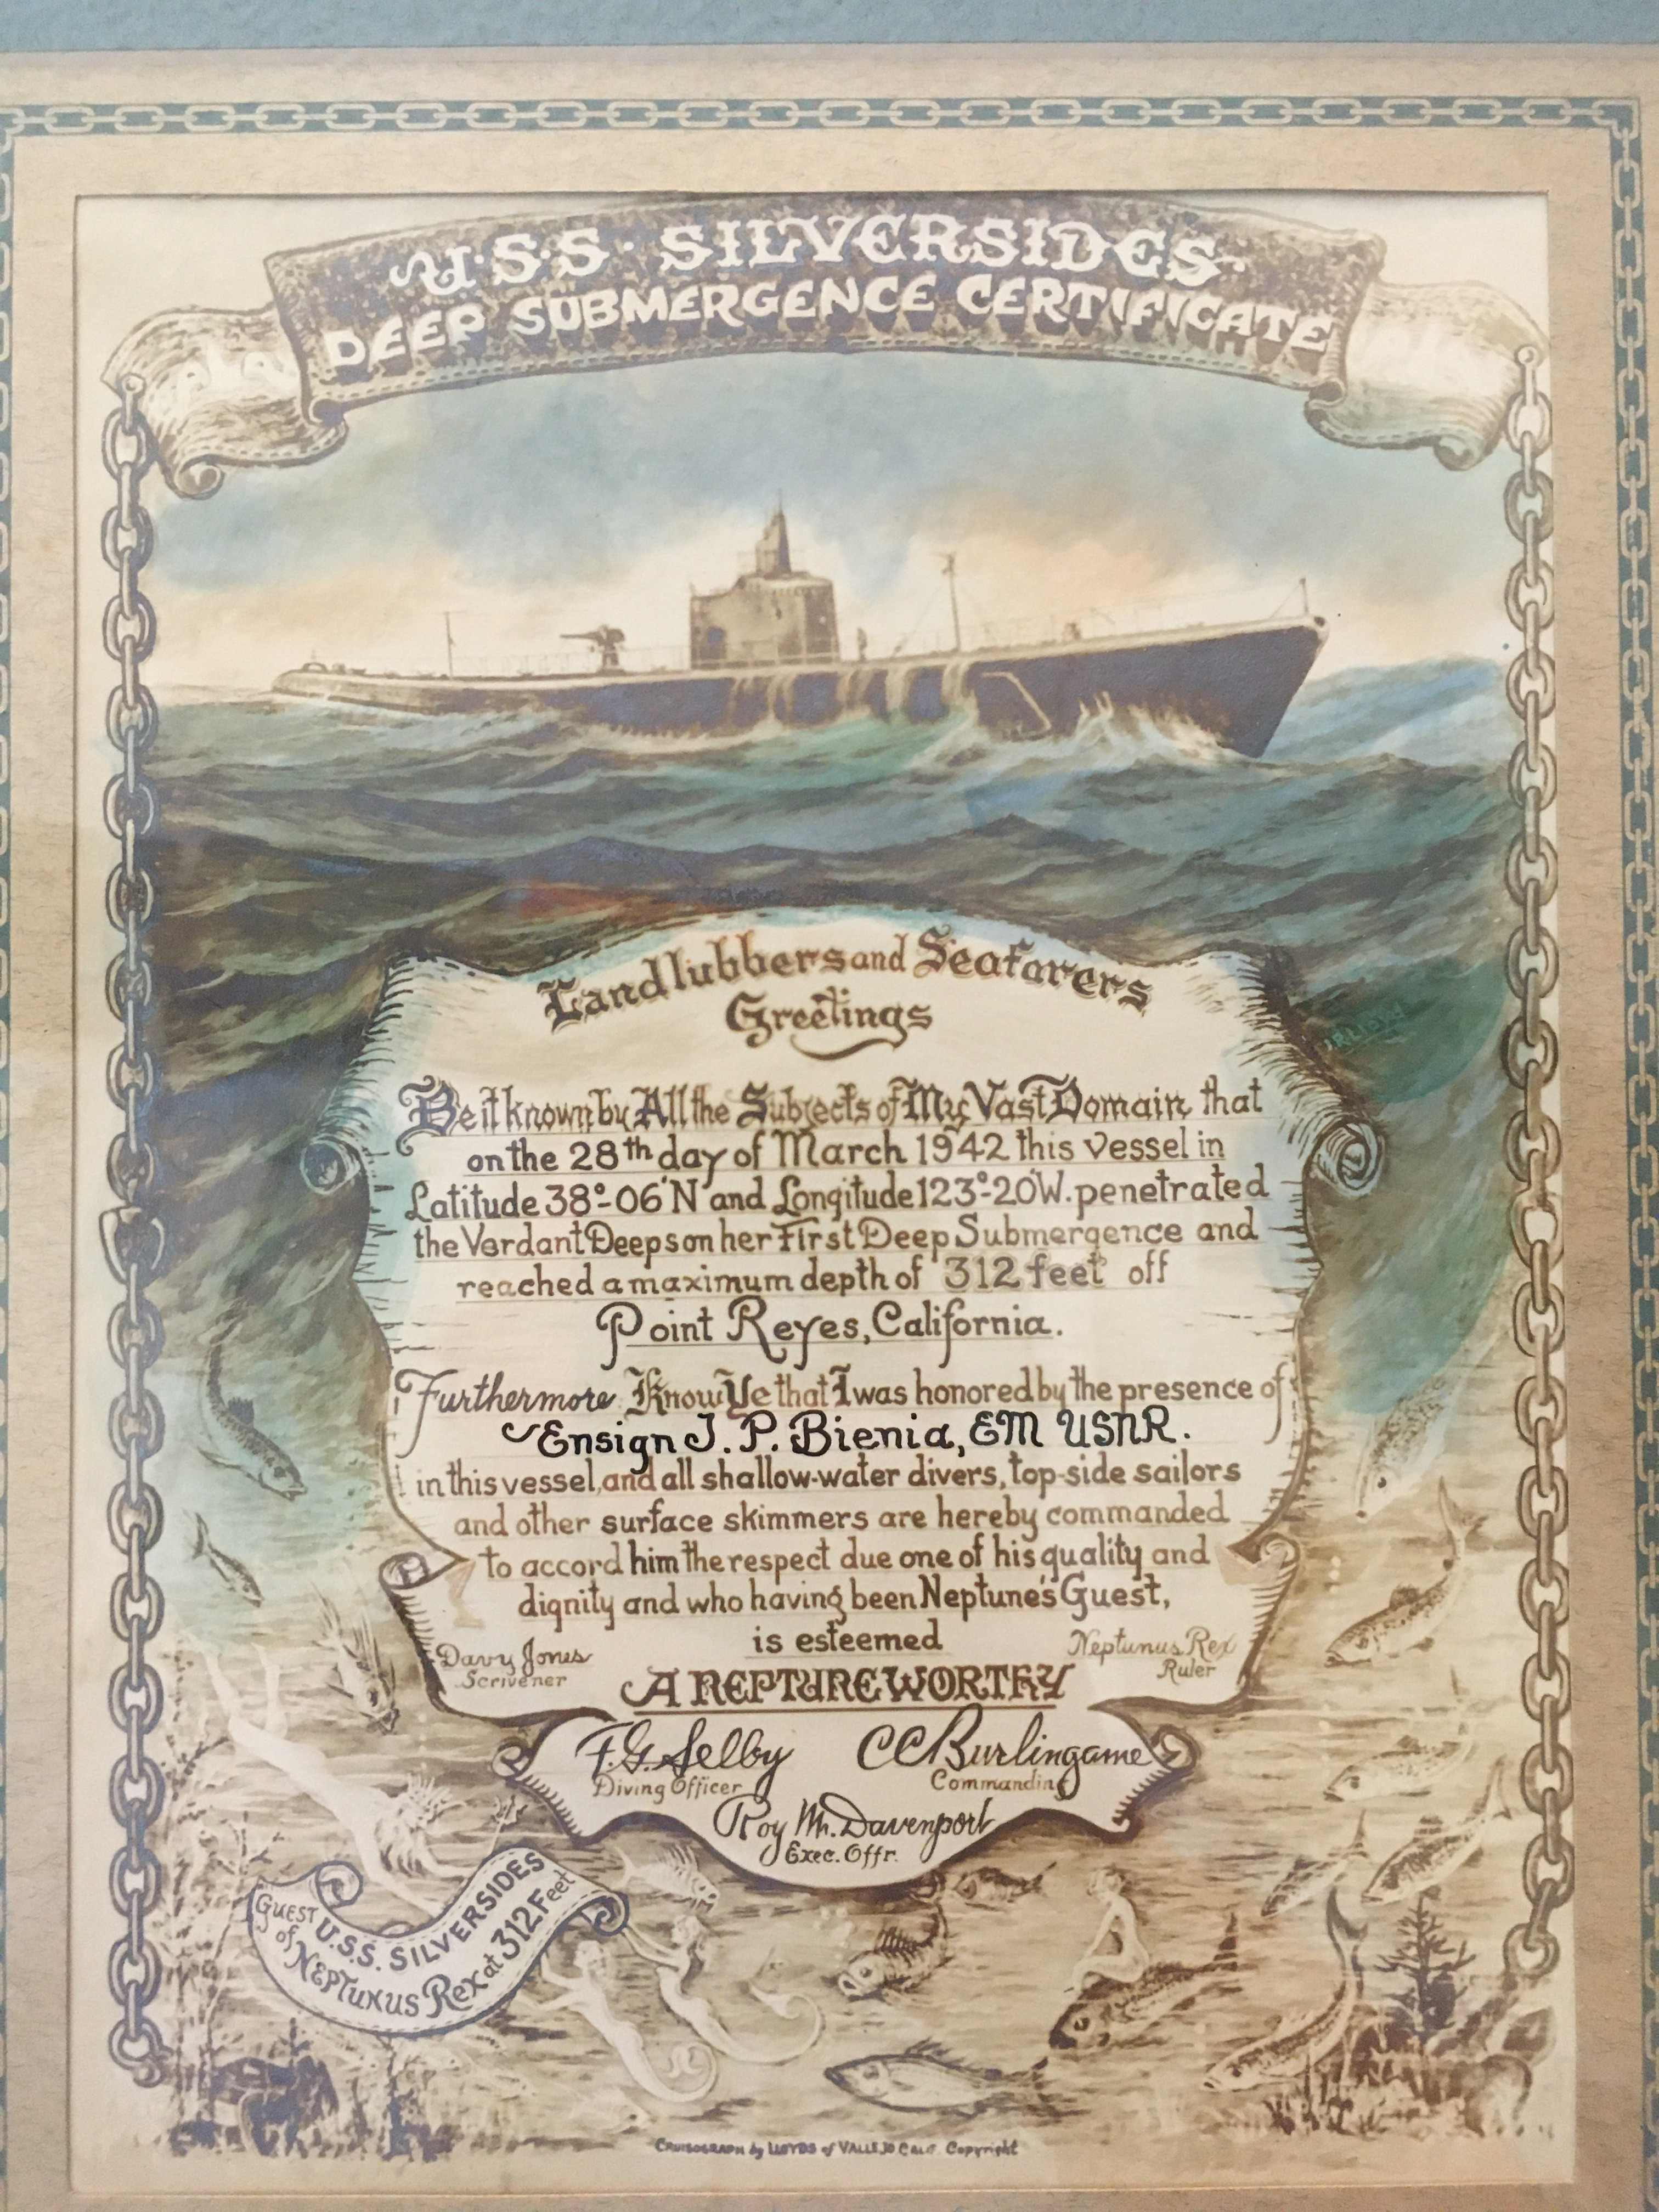 U·S·S· SILVERSIDES
DEEP SUBMERGENCE CERTIFICATE
Landlubbers and Seafarers
Greetings
Be it known by All the Subjects of My Vast Domain that
on the 28th day of March 1942 this vessel in
Latitude 38°-06'N and Longitude 123°-20'W. penetrated
the Verdant Deeps on her First Deep Submergence and
reached a maximum depth of 312 feet off
Point Reyes, California.
Furthermore Know Ye that I was honored by the presence of
Ensign J. P. Bienia, EM USNR.
in this vessel, and all shallow-water divers, top-side sailors
and other surface skimmers are hereby commanded
to accord him the respect due one of his quality and
dignity and who having been Neptune's Guest,
is esteemed
Davy Jones
Scrivener
Neptunus Rex
Ruler
A NEPTUNEWORTHY
F. G. Selby
Diving Officer
C C Burlingame
Commanding
Roy M. Davenport
Exec. Offr.
GUEST U.S.S. SILVERSIDES
of NEPTUNUS Rex at 312 Feet
J.R. Lloyd
CRUISOGRAPH by LLOYDS of VALLEJO CALIF. Copyright